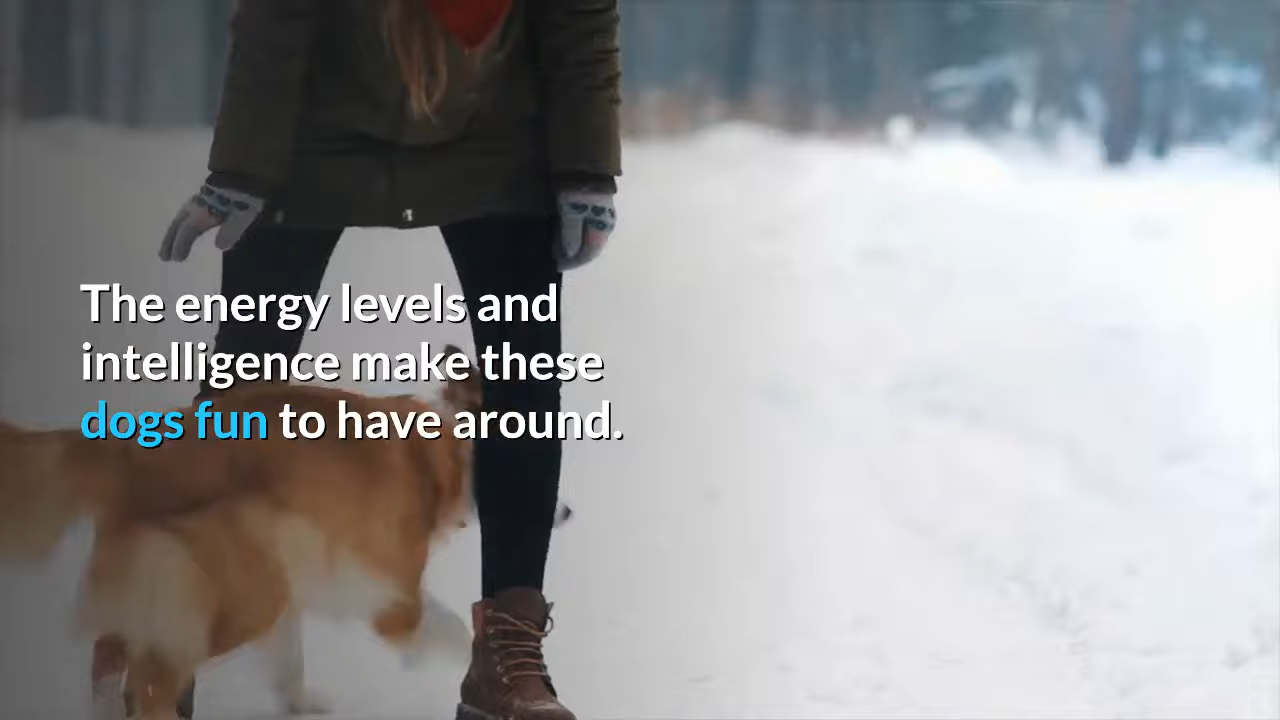 The energy levels and
intelligence make these
dogs fun to have around.